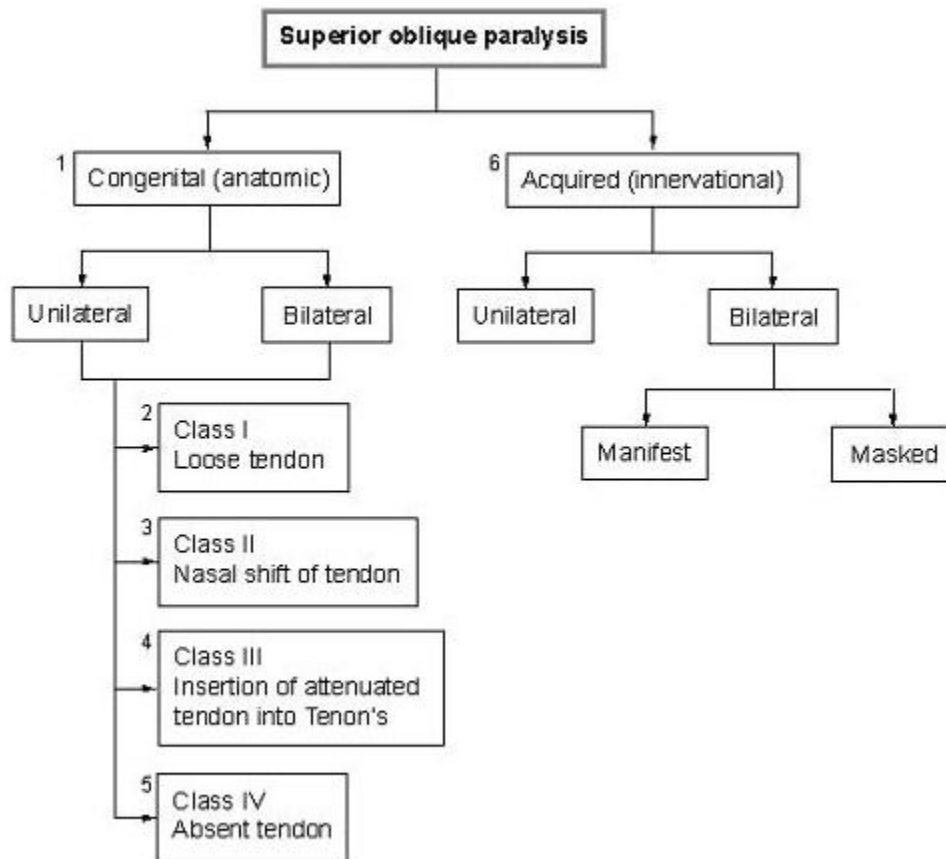 Superior oblique paralysis
1
Congenital (anatomic)
6
Acquired (innervational)
Unilateral
Bilateral
Unilateral
Bilateral
Manifest
Masked
2
Class I
Loose tendon
3
Class II
Nasal shift of tendon
4
Class III
Insertion of attenuated
tendon into Tenon's
5
Class IV
Absent tendon